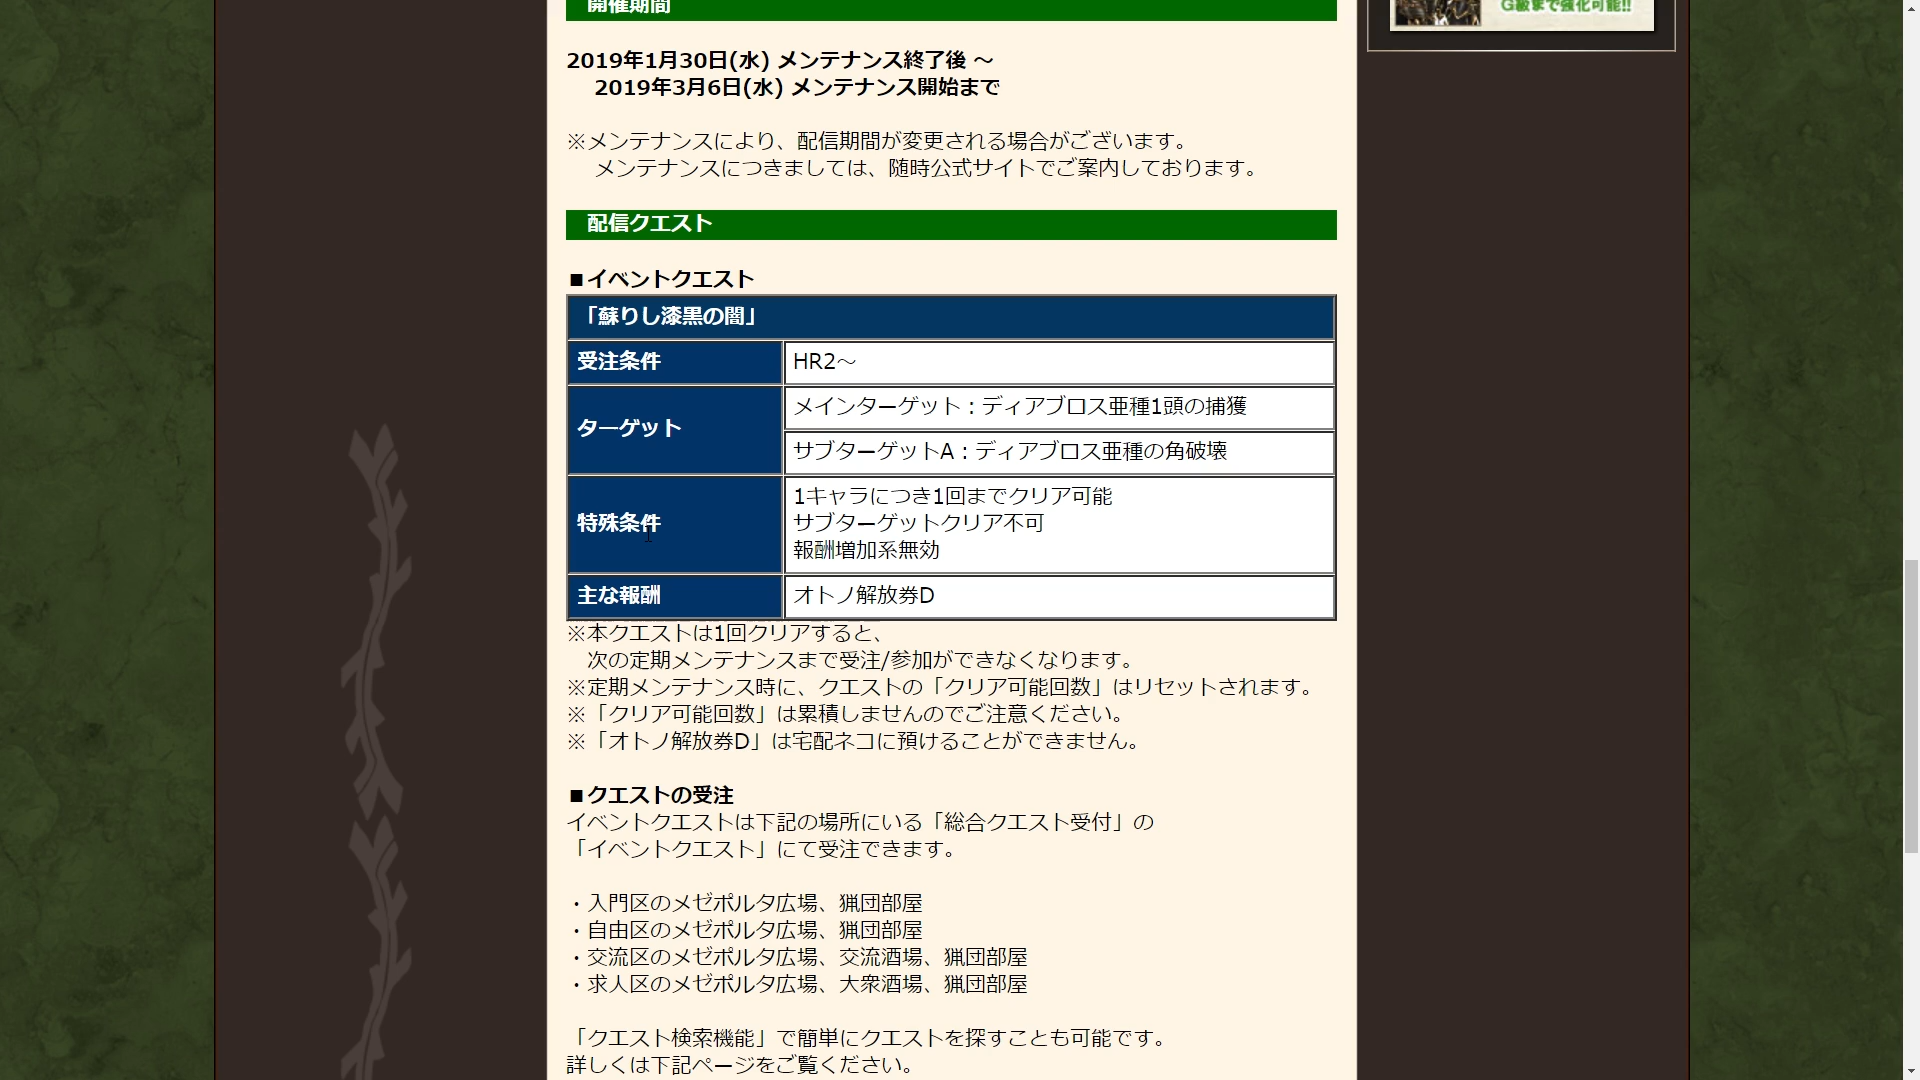 開催期間
G級まで強化可能!!
2019年1月30日(水) メンテナンス終了後 ～
2019年3月6日(水) メンテナンス開始まで
※メンテナンスにより、配信期間が変更される場合がございます。
メンテナンスにつきましては、随時公式サイトでご案内しております。
配信クエスト
■イベントクエスト
「蘇りし漆黒の闇」
受注条件
HR2～
ターゲット
メインターゲット：ディアブロス亜種1頭の捕獲
サブターゲットA：ディアブロス亜種の角破壊
特殊条件
1キャラにつき1回までクリア可能
サブターゲットクリア不可
報酬増加系無効
主な報酬
オトノ解放券D
※本クエストは1回クリアすると、
次の定期メンテナンスまで受注/参加ができなくなります。
※定期メンテナンス時に、クエストの「クリア可能回数」はリセットされます。
※「クリア可能回数」は累積しませんのでご注意ください。
※「オトノ解放券D」は宅配ネコに預けることができません。
■クエストの受注
イベントクエストは下記の場所にいる「総合クエスト受付」の
「イベントクエスト」にて受注できます。
・入門区のメゼポルタ広場、猟団部屋
・自由区のメゼポルタ広場、猟団部屋
・交流区のメゼポルタ広場、交流酒場、猟団部屋
・求人区のメゼポルタ広場、大衆酒場、猟団部屋
「クエスト検索機能」で簡単にクエストを探すことも可能です。
詳しくは下記ページをご覧ください。